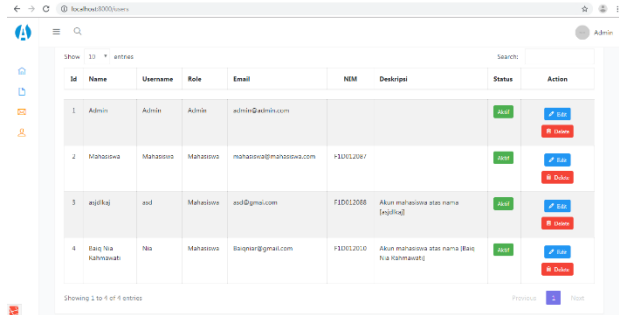 localhost:8000/users
Admin
Show 10 entries
Search:
Id Name Username Role Email NIM Deskripsi Status Action
1 Admin Admin Admin admin@admin.com Aktif Edit
Delete
2 Mahasiswa Mahasiswa Mahasiswa mahasiswa@mahasiswa.com F1D012087 Aktif Edit
Delete
3 asjdkaj asd Mahasiswa asd@gmai.com F1D012088 Akun mahasiswa atas nama Aktif Edit
[asjdkaj]
Delete
4 Baiq Nia Nia Mahasiswa Baiqniar@gmail.com F1D012010 Akun mahasiswa atas nama [Baiq Aktif Edit
Rahmawati Nia Rahmawati]
Delete
Showing 1 to 4 of 4 entries
Previous 1 Next